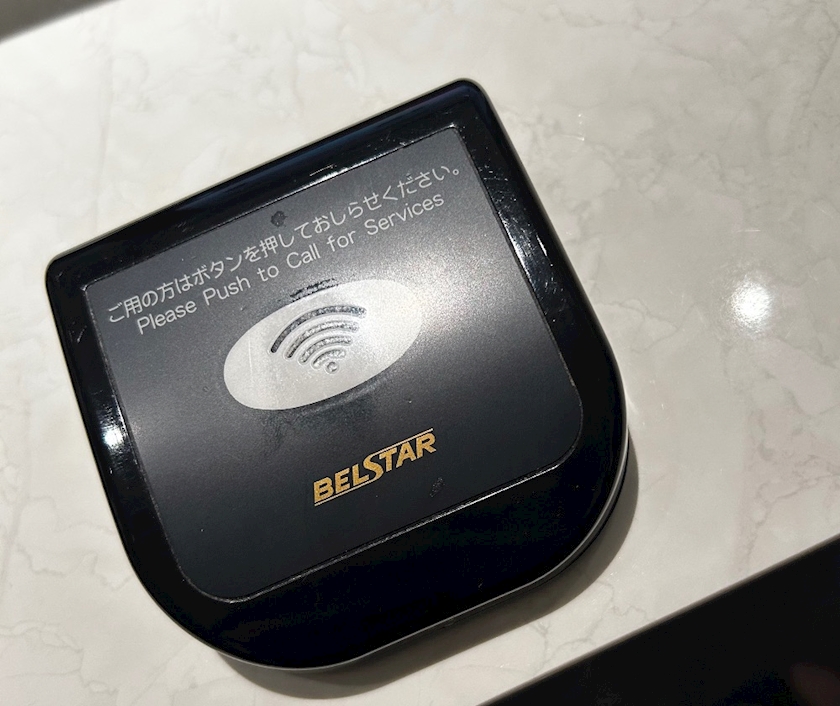 ご用の方はボタンを押しておしらせください。
Please Push to Call for Services
BELSTAR